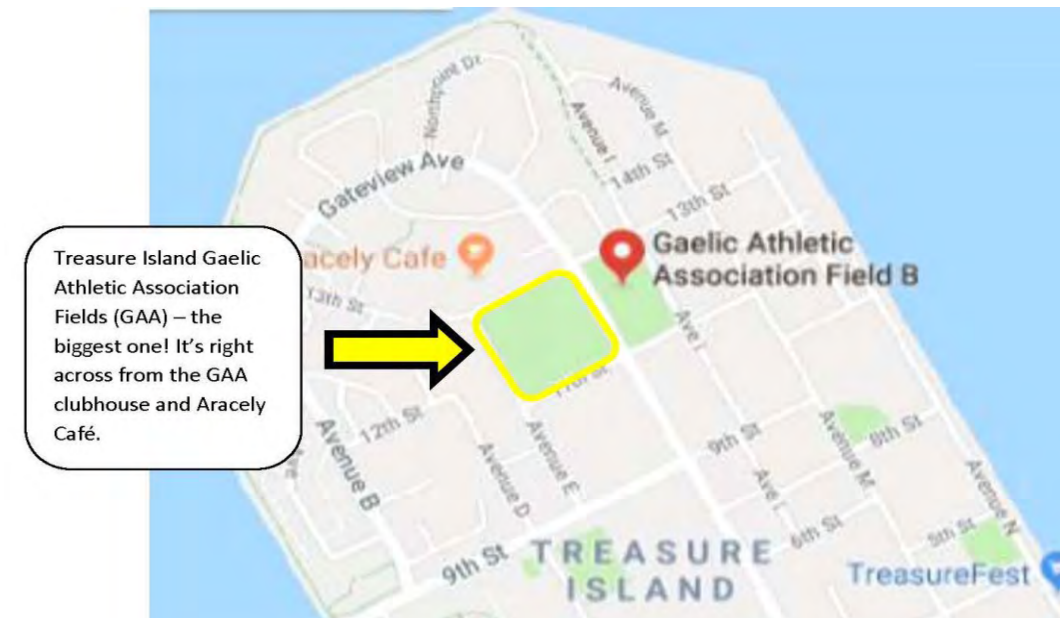 Northpoint Dr
Gateview Ave
Avenue I
Avenue M
14th St
13th St
Gaelic Athletic
Association Field B
acely Cafe
Treasure Island Gaelic
Athletic Association
Fields (GAA) – the
biggest one! It’s right
across from the GAA
clubhouse and Aracely
Café.
13th St
Ave I
11th St
12th St
Avenue B
Ave
Avenue D
Avenue E
9th St
Ave I
Avenue M
8th St
Avenue N
6th St
5th St
9th St
TREASURE
ISLAND
TreasureFest